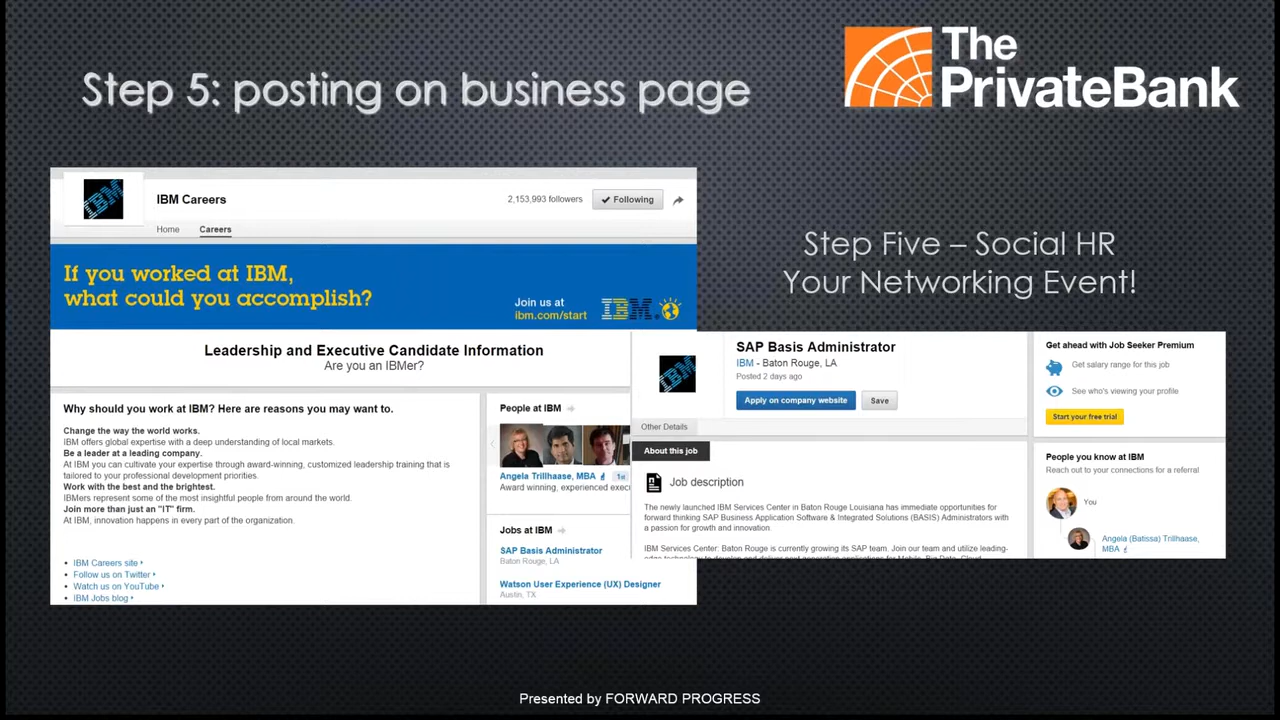 Step 5: posting on business page
The
PrivateBank
IBM
IBM Careers
2,153,993 followers
Following
Home
Careers
If you worked at IBM,
what could you accomplish?
Join us at
ibm.com/start
IBM
Step Five – Social HR
Your Networking Event!
Leadership and Executive Candidate Information
Are you an IBMer?
Why should you work at IBM? Here are reasons you may want to.
Change the way the world works.
IBM offers global expertise with a deep understanding of local markets.
Be a leader at a leading company.
At IBM you can cultivate your expertise through award-winning, customized leadership training that is
tailored to your professional development priorities.
Work with the best and the brightest.
IBMers represent some of the most insightful people from around the world.
Join more than just an "IT" firm.
At IBM, innovation happens in every part of the organization.
• IBM Careers site
• Follow us on Twitter
• Watch us on YouTube
• IBM Jobs blog
People at IBM
Angela Trillhaase, MBA
1st
Award winning, experienced exec
Jobs at IBM
SAP Basis Administrator
Baton Rouge, LA
Watson User Experience (UX) Designer
Austin, TX
IBM
SAP Basis Administrator
IBM - Baton Rouge, LA
Posted 2 days ago
Apply on company website
Save
Other Details
About this job
Job description
The newly launched IBM Services Center in Baton Rouge Louisiana has immediate opportunities for
forward thinking SAP Business Application Software & Integrated Solutions (BASIS) Administrators with
a passion for growth and innovation.
IBM Services Center: Baton Rouge is currently growing its SAP team. Join our team and utilize leading-
Get ahead with Job Seeker Premium
Get salary range for this job
See who's viewing your profile
Start your free trial
People you know at IBM
Reach out to your connections for a referral
You
Angela (Batissa) Trillhaase,
MBA
Presented by FORWARD PROGRESS